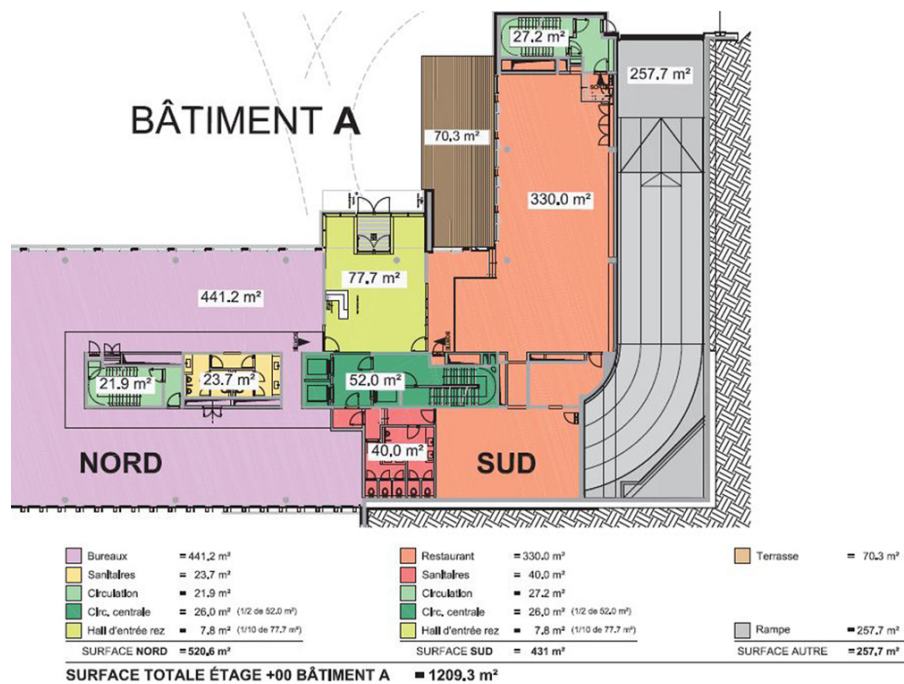 27.2 m²
257.7 m²
BÂTIMENT A
70.3 m²
330.0 m²
77.7 m²
441.2 m²
21.9 m²
23.7 m²
52.0 m²
40.0 m²
NORD
SUD
Bureaux = 441,2 m²
Sanitaires = 23.7 m²
Circulation = 21.9 m²
Circ. centrale = 26,0 m² (1/2 de 52.0 m²)
Hall d'entrée rez = 7.8 m² (1/10 de 77.7 m²)
SURFACE NORD = 520,6 m²
Restaurant = 330.0 m²
Sanitaires = 40.0 m²
Circulation = 27.2 m²
Circ. centrale = 26,0 m² (1/2 de 52.0 m²)
Hall d'entrée rez = 7.8 m² (1/10 de 77.7 m²)
SURFACE SUD = 431 m²
Terrasse = 70.3 m²
Rampe = 257.7 m²
SURFACE AUTRE = 257.7 m²
SURFACE TOTALE ÉTAGE +00 BÂTIMENT A = 1209.3 m²